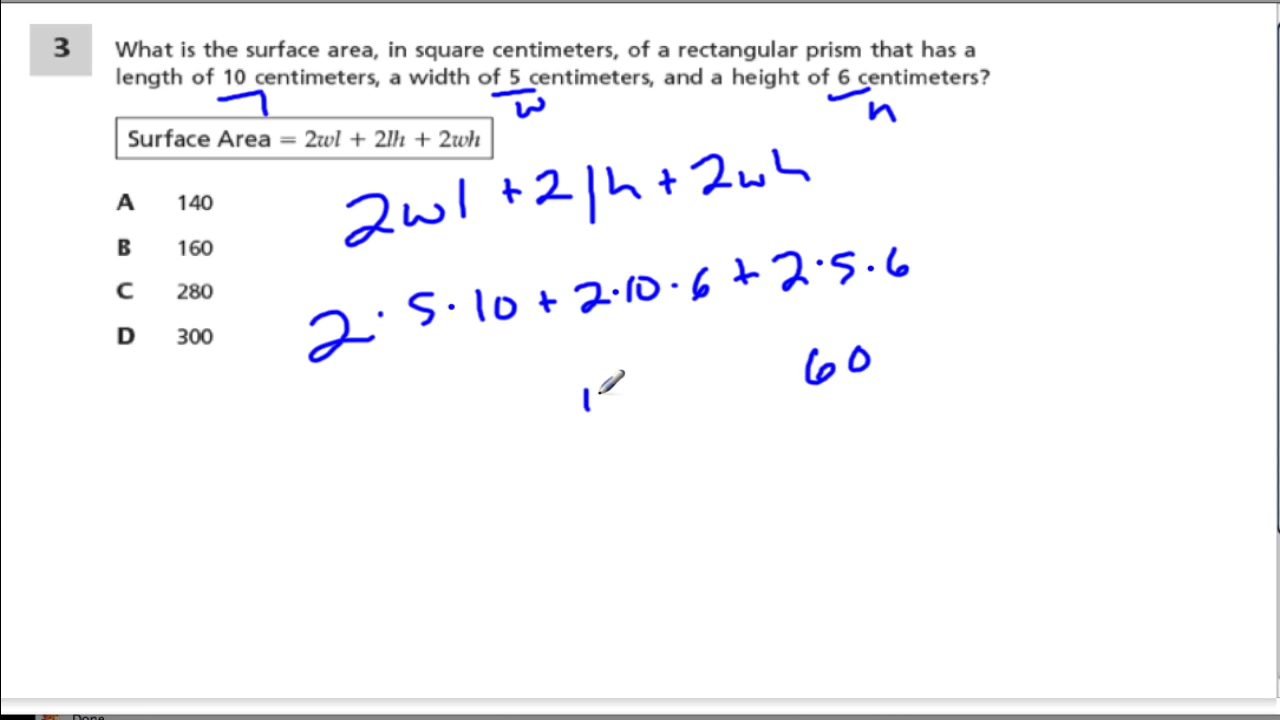 3
What is the surface area, in square centimeters, of a rectangular prism that has a
length of 10 centimeters, a width of 5 centimeters, and a height of 6 centimeters?
l w h
Surface Area = 2wl + 2lh + 2wh
2wl + 2lh + 2wh
A 140
B 160
C 280
D 300
2 · 5 · 10 + 2 · 10 · 6 + 2 · 5 · 6
1 60
Done